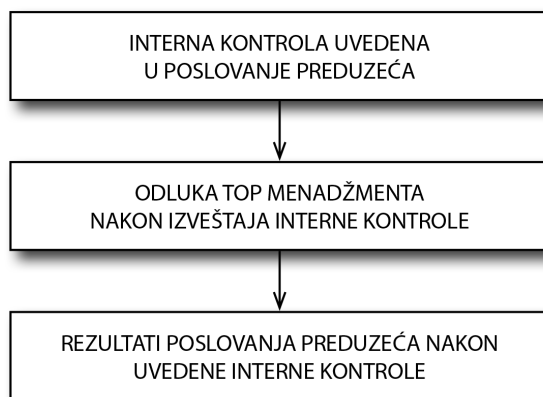 INTERNA KONTROLA UVEDENA
U POSLOVANJE PREDUZEĆA
ODLUKA TOP MENADŽMENTA
NAKON IZVEŠTAJA INTERNE KONTROLE
REZULTATI POSLOVANJA PREDUZEĆA NAKON
UVEDENE INTERNE KONTROLE